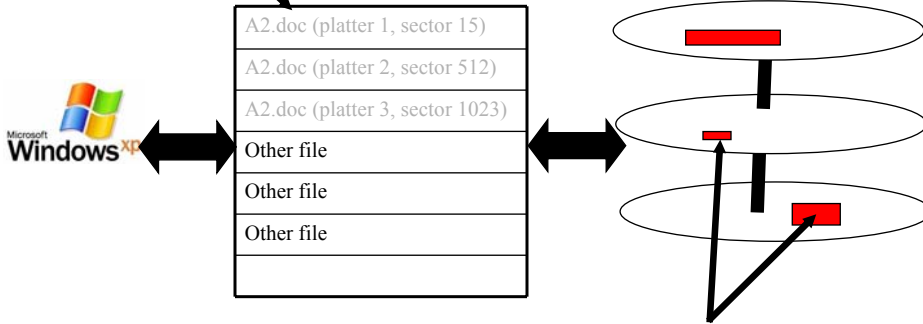 A2.doc (platter 1, sector 15)
A2.doc (platter 2, sector 512)
A2.doc (platter 3, sector 1023)
Microsoft
Windows xp
Other file
Other file
Other file